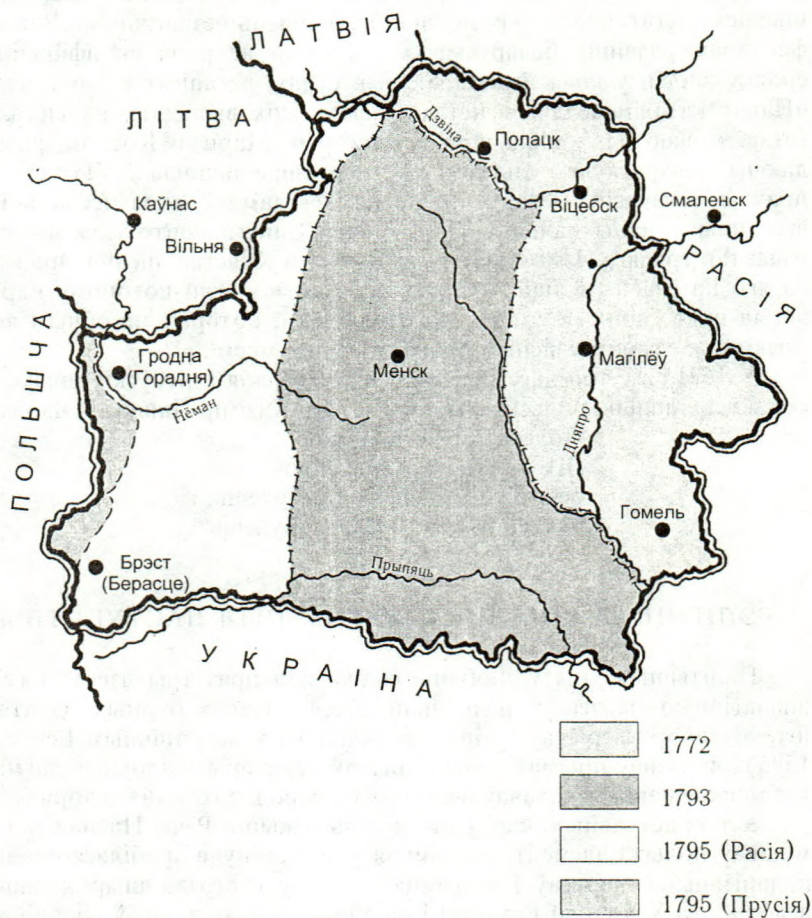 ЛАТВІЯ
ЛІТВА
Дзвіна
Полацк
Віцебск
Смаленск
Каўнас
Вільня
РАСІЯ
ПОЛЬШЧА
Гродна
(Горадня)
Нёман
Менск
Магілёў
Дняпро
Гомель
Брэст
(Берасце)
Прыпяць
УКРАІНА
1772
1793
1795 (Расія)
1795 (Прусія)